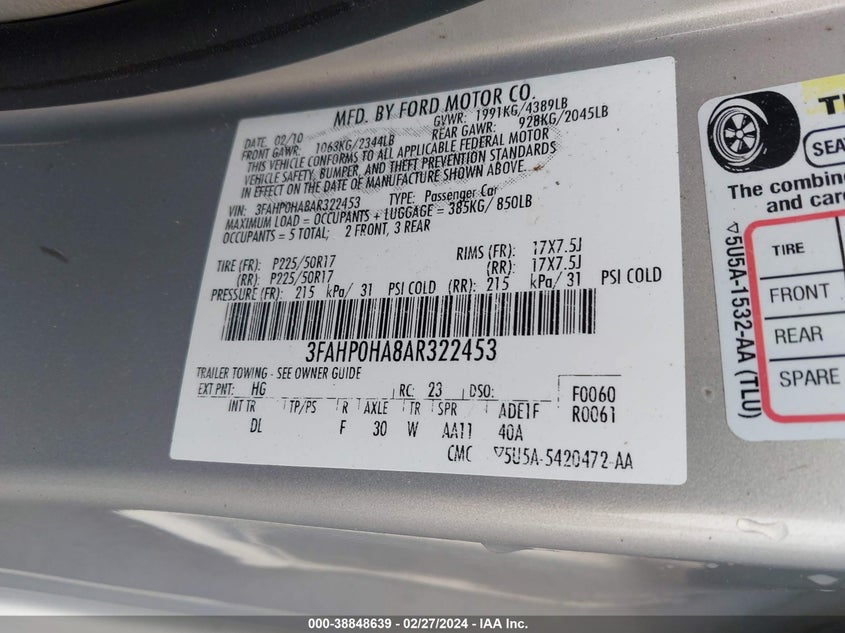 MFD. BY FORD MOTOR CO.
DATE: 02/10 GVWR: 1991KG/4389LB
FRONT GAWR: 1063KG/2344LB REAR GAWR: 928KG/2045LB
THIS VEHICLE CONFORMS TO ALL APPLICABLE FEDERAL MOTOR
VEHICLE SAFETY, BUMPER, AND THEFT PREVENTION STANDARDS
IN EFFECT ON THE DATE OF MANUFACTURE SHOWN ABOVE.
VIN: 3FAHP0HA8AR322453 TYPE: Passenger Car
MAXIMUM LOAD = OCCUPANTS + LUGGAGE = 385KG/850LB
OCCUPANTS = 5 TOTAL; 2 FRONT, 3 REAR
TIRE (FR): P225/50R17 RIMS (FR): 17X7.5J
(RR): P225/50R17 (RR): 17X7.5J
PRESSURE (FR): 215 kPa/ 31 PSI COLD (RR): 215 kPa/ 31 PSI COLD
3FAHP0HA8AR322453
TRAILER TOWING - SEE OWNER GUIDE
EXT PNT: HG RC: 23 DSO: F0060
INT TR TP/PS R AXLE TR SPR ADE1F R0061
DL F 30 W AA11 40A
CMC ▽5U5A-5420472-AA
SEA
The combin
and car
TIRE
FRONT
REAR
SPARE
▽5U5A-1532-AA (TLU)
000-38848639 - 02/27/2024 - IAA Inc.